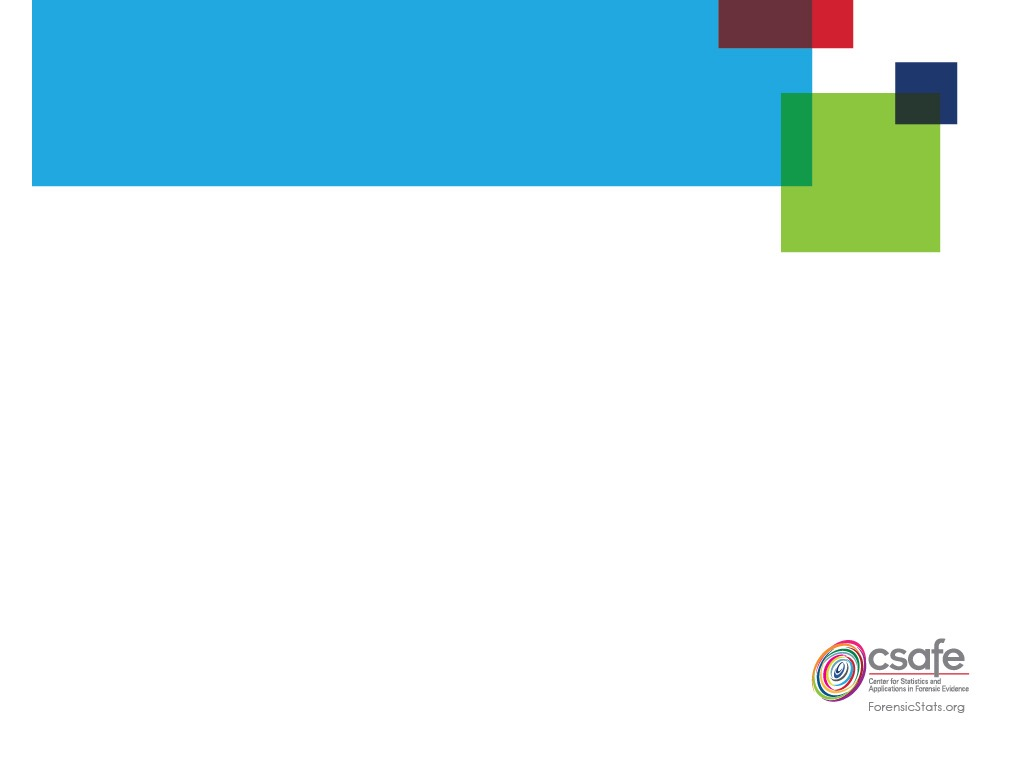 csafe
Center for Statistics and
Applications in Forensic Evidence
ForensicStats.org